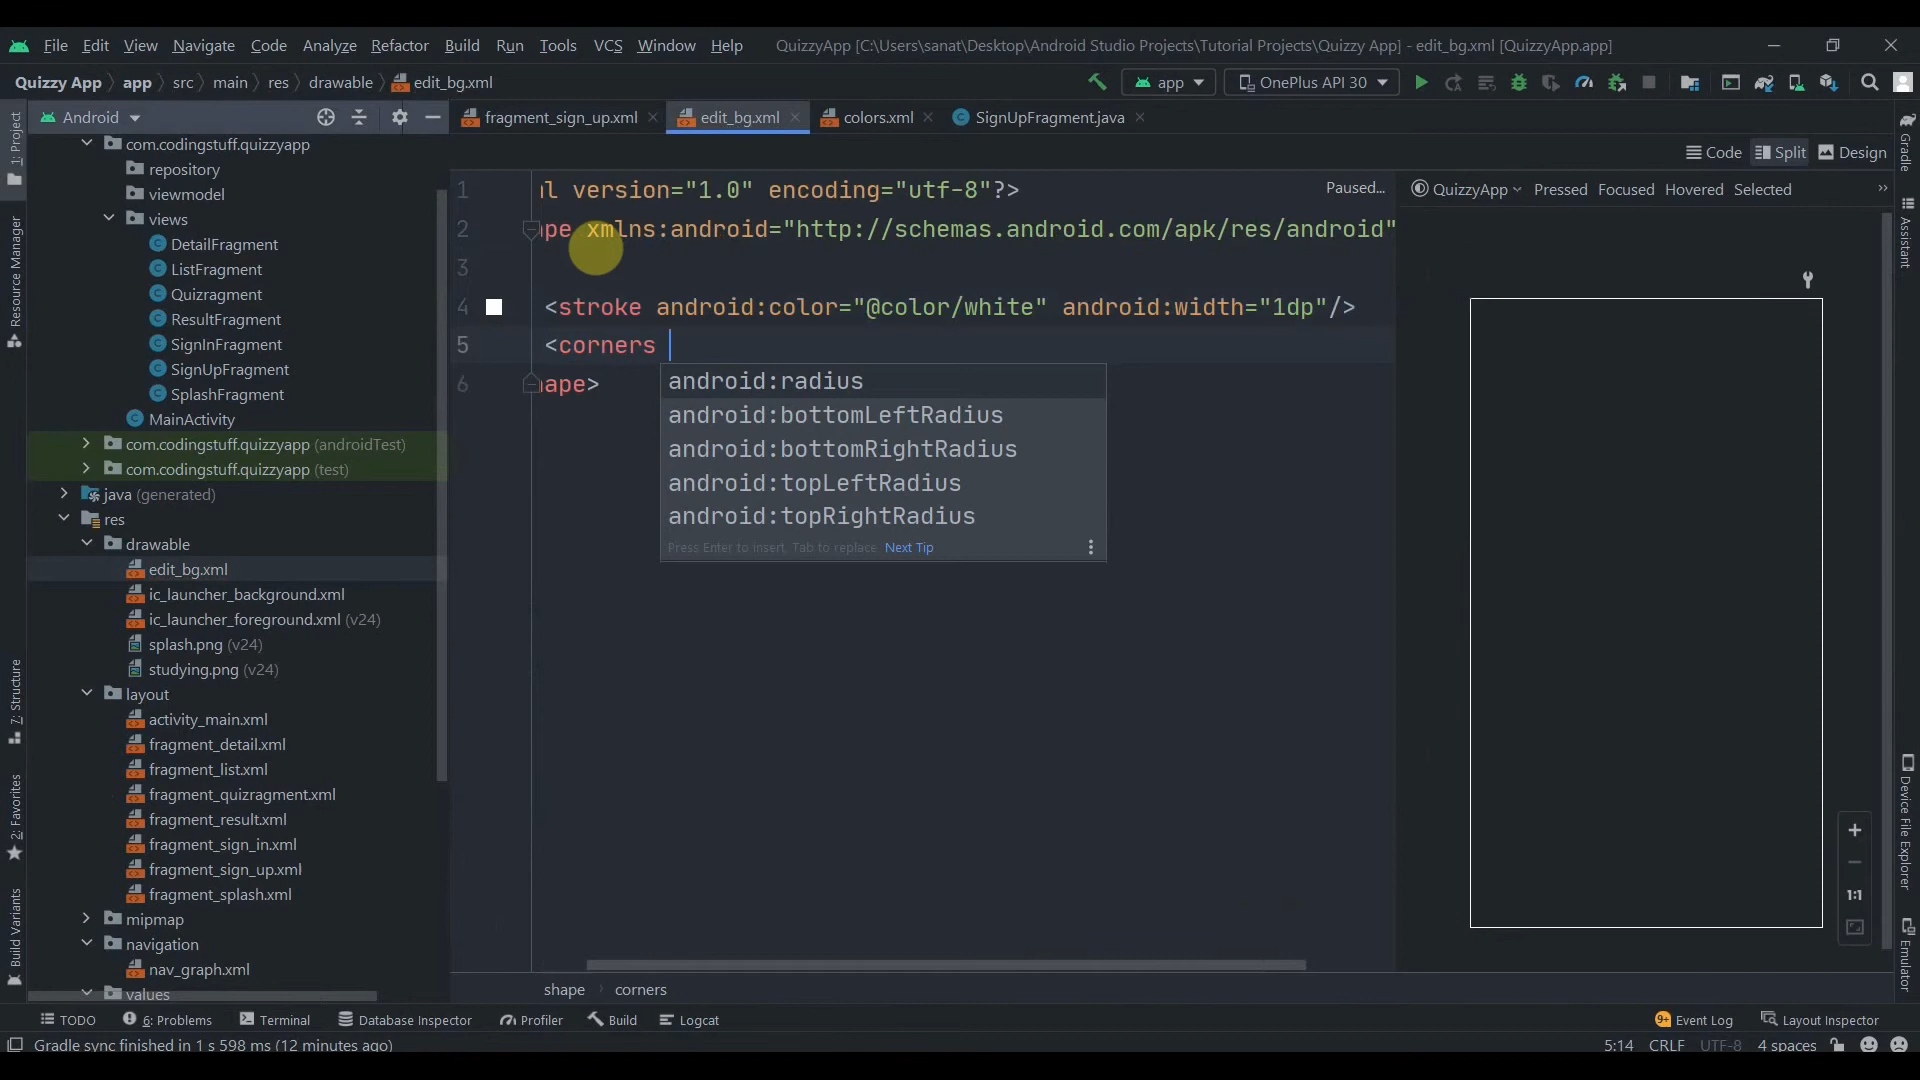 File Edit View Navigate Code Analyze Refactor Build Run Tools VCS Window Help QuizzyApp [C:\Users\sanat\Desktop\Android Studio Projects\Tutorial Projects\Quizzy App] - edit_bg.xml [QuizzyApp.app]
Quizzy App app src main res drawable edit_bg.xml app OnePlus API 30
Android fragment_sign_up.xml edit_bg.xml colors.xml SignUpFragment.java
Code Split Design
1: Project
Resource Manager
7: Structure
2: Favorites
Build Variants
com.codingstuff.quizzyapp
repository
viewmodel
views
DetailFragment
ListFragment
Quizragment
ResultFragment
SignInFragment
SignUpFragment
SplashFragment
MainActivity
com.codingstuff.quizzyapp (androidTest)
com.codingstuff.quizzyapp (test)
java (generated)
res
drawable
edit_bg.xml
ic_launcher_background.xml
ic_launcher_foreground.xml (v24)
splash.png (v24)
studying.png (v24)
layout
activity_main.xml
fragment_detail.xml
fragment_list.xml
fragment_quizragment.xml
fragment_result.xml
fragment_sign_in.xml
fragment_sign_up.xml
fragment_splash.xml
mipmap
navigation
nav_graph.xml
values
1 ml version="1.0" encoding="utf-8"?> Paused...
2 ape xmlns:android="http://schemas.android.com/apk/res/android"
3
4 <stroke android:color="@color/white" android:width="1dp"/>
5 <corners
6 hape>
android:radius
android:bottomLeftRadius
android:bottomRightRadius
android:topLeftRadius
android:topRightRadius
Press Enter to insert, Tab to replace Next Tip
QuizzyApp Pressed Focused Hovered Selected »
1:1
Gradle
Assistant
Device File Explorer
Emulator
shape corners
TODO 6: Problems Terminal Database Inspector Profiler Build Logcat 9+ Event Log Layout Inspector
Gradle sync finished in 1 s 598 ms (12 minutes ago) 5:14 CRLF UTF-8 4 spaces